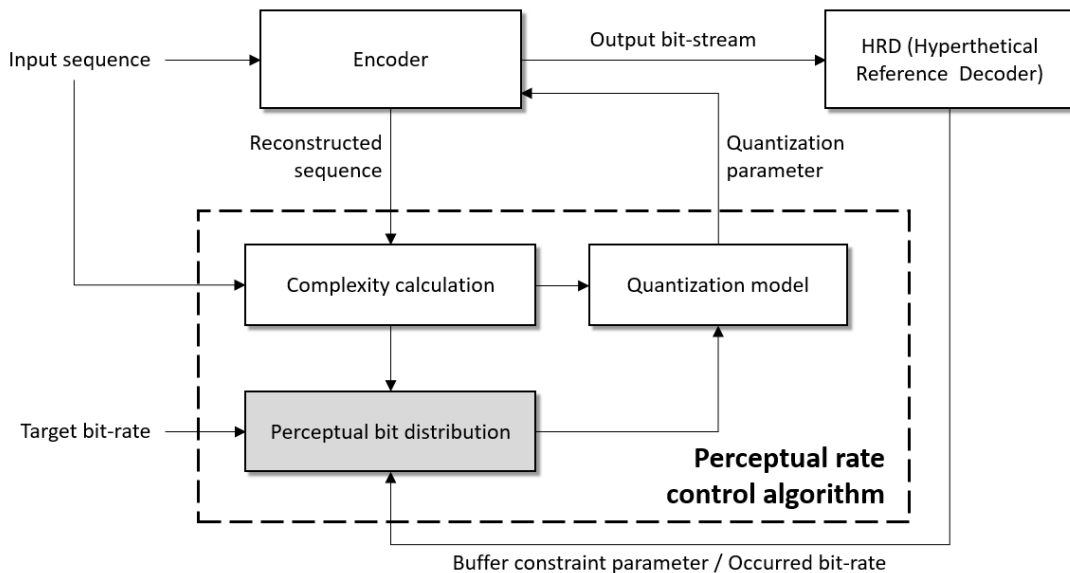 Input sequence
Encoder
Output bit-stream
HRD (Hyperthetical
Reference Decoder)
Reconstructed
sequence
Quantization
parameter
Complexity calculation
Quantization model
Target bit-rate
Perceptual bit distribution
Perceptual rate
control algorithm
Buffer constraint parameter / Occurred bit-rate